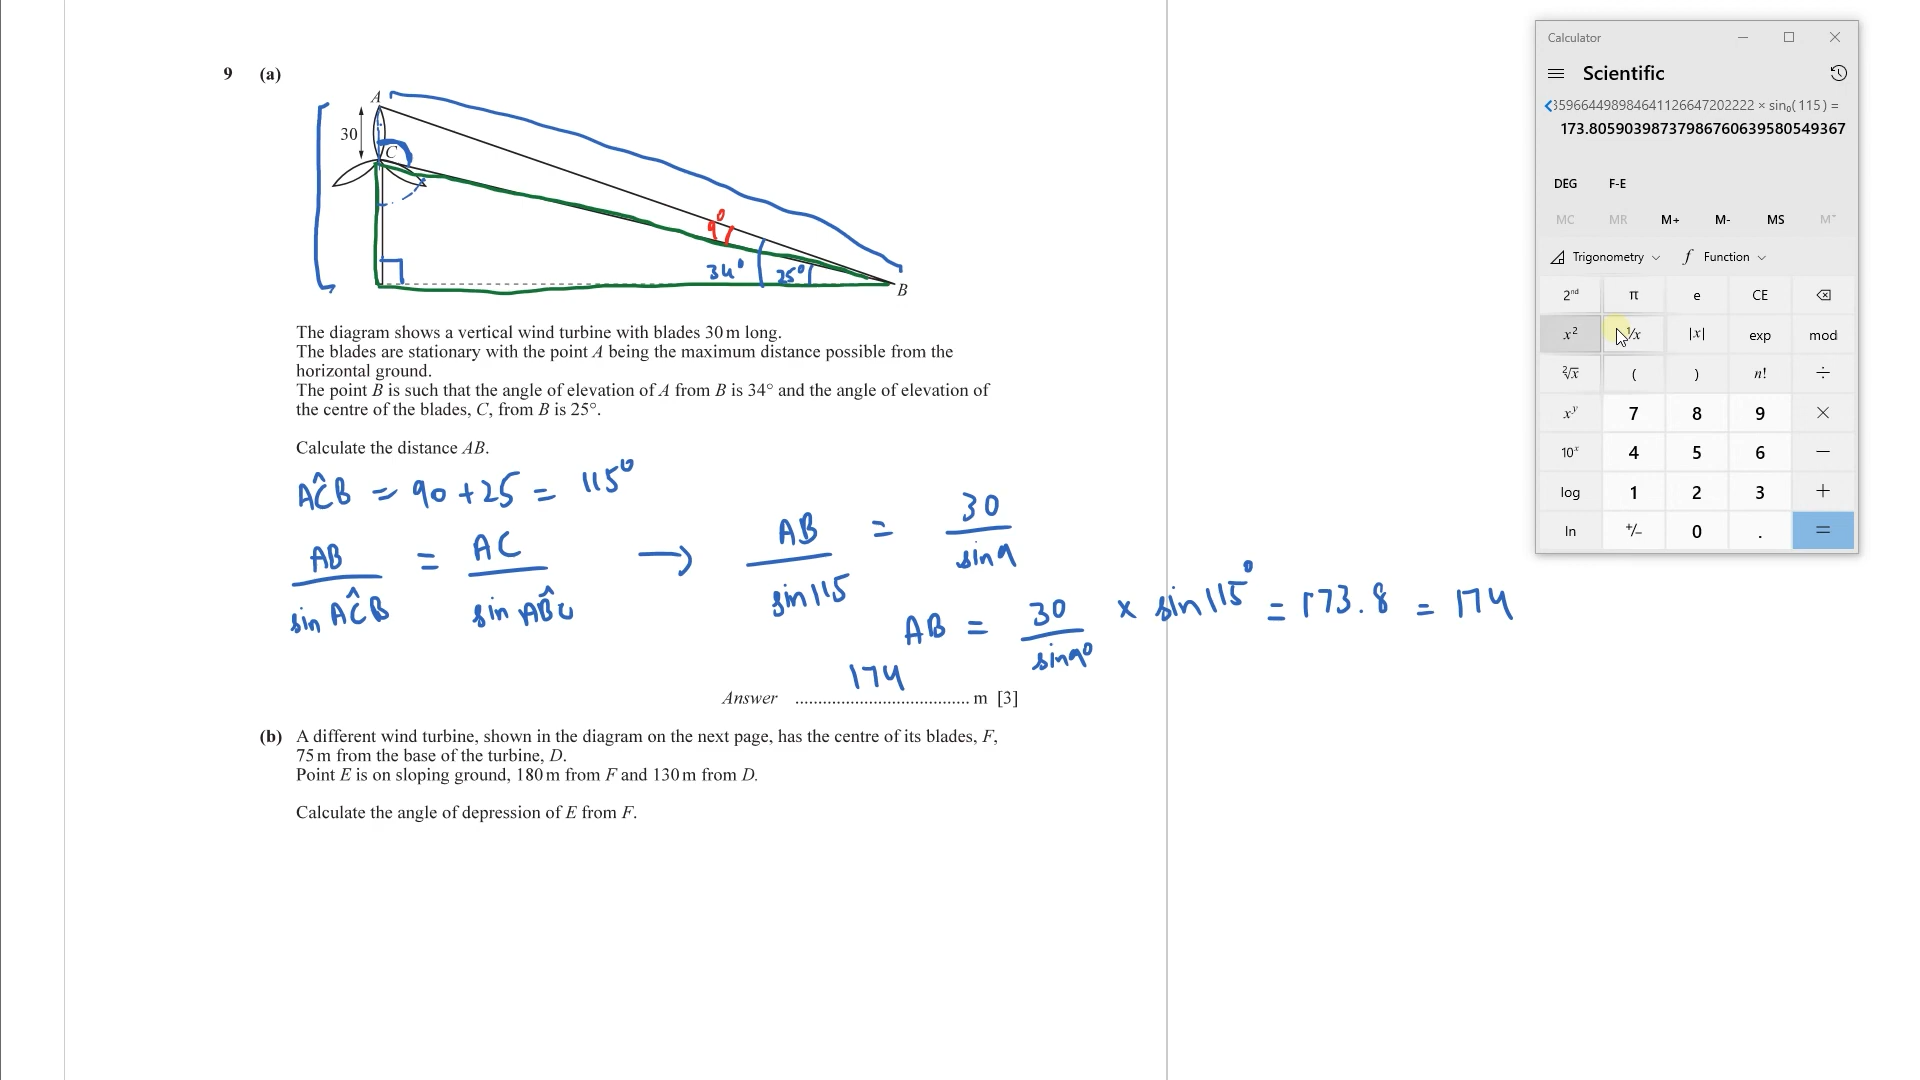 9 (a)
A
30
C
9°
34°
25°
B
The diagram shows a vertical wind turbine with blades 30 m long.
The blades are stationary with the point A being the maximum distance possible from the
horizontal ground.
The point B is such that the angle of elevation of A from B is 34° and the angle of elevation of
the centre of the blades, C, from B is 25°.
Calculate the distance AB.
AĈB = 90 + 25 = 115°
AB / sin AĈB = AC / sin AB̂C → AB / sin 115 = 30 / sin 9
AB = 30 / sin 9° × sin 115° = 173.8 = 174
174
Answer ..................................... m [3]
(b) A different wind turbine, shown in the diagram on the next page, has the centre of its blades, F,
75 m from the base of the turbine, D.
Point E is on sloping ground, 180 m from F and 130 m from D.
Calculate the angle of depression of E from F.
Calculator
Scientific
35966449898464112664720222 × sin₀( 115 ) =
173.80590398737986760639580549367
DEG F-E
MC MR M+ M- MS M˅
Trigonometry f Function
2nd π e CE
x² ¹/x |x| exp mod
²√x ( ) n! ÷
xʸ 7 8 9 ×
10ˣ 4 5 6 −
log 1 2 3 +
ln +/− 0 . =